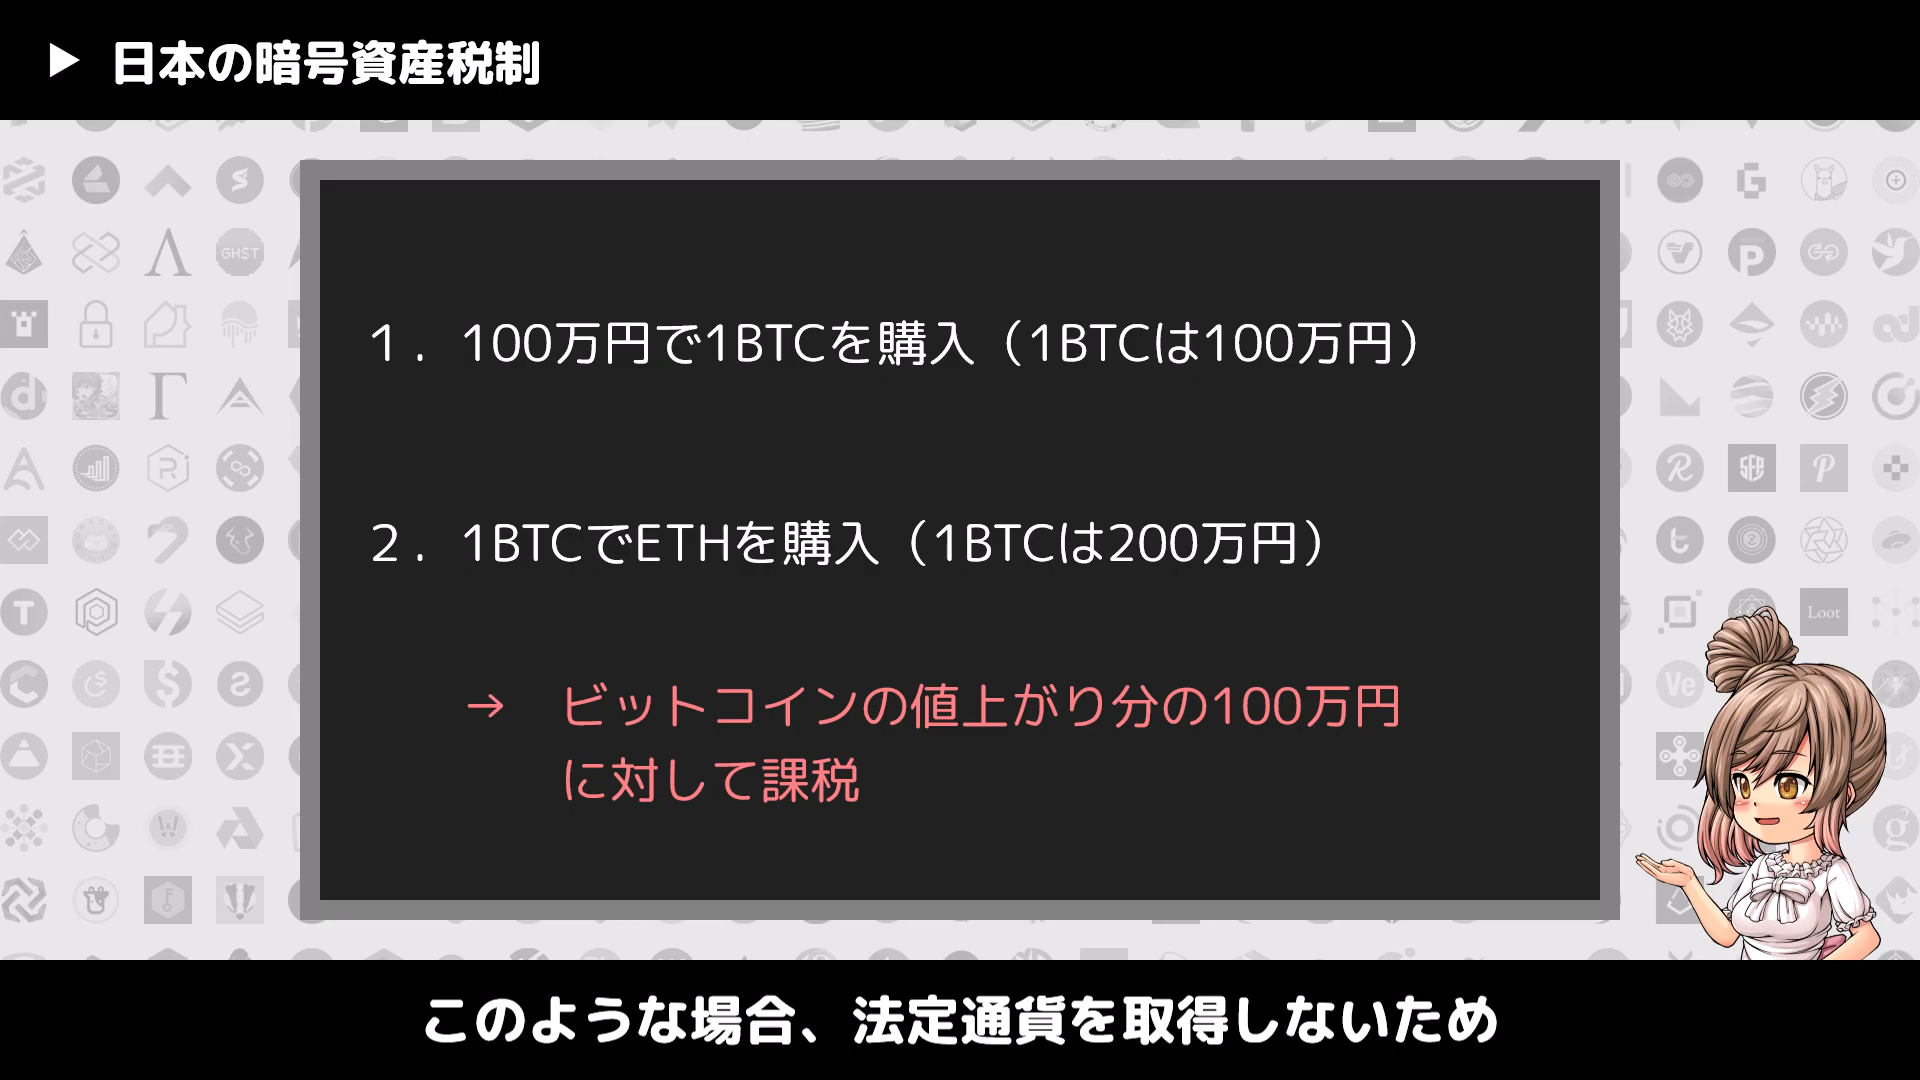 日本の暗号資産税制
GH$T
1． 100万円で1BTCを購入（1BTCは100万円）
2． 1BTCでETHを購入（1BTCは200万円）
Loot
→ ビットコインの値上がり分の100万円
に対して課税
Ve
このような場合、法定通貨を取得しないため